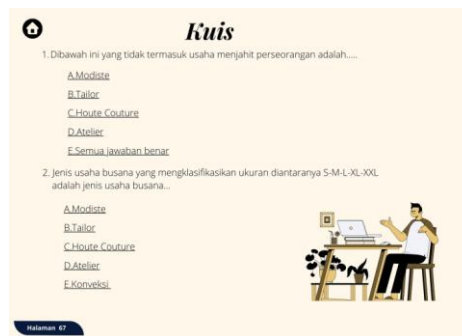 Kuis
1. Dibawah ini yang tidak termasuk usaha menjahit perseorangan adalah.....
A.Modiste
B.Tailor
C.Houte Couture
D.Atelier
E.Semua jawaban benar
2. Jenis usaha busana yang mengklasifikasikan ukuran diantaranya S-M-L-XL-XXL
adalah jenis usaha busana...
A.Modiste
B.Tailor
C.Houte Couture
D.Atelier
E.Konveksi
Halaman 67